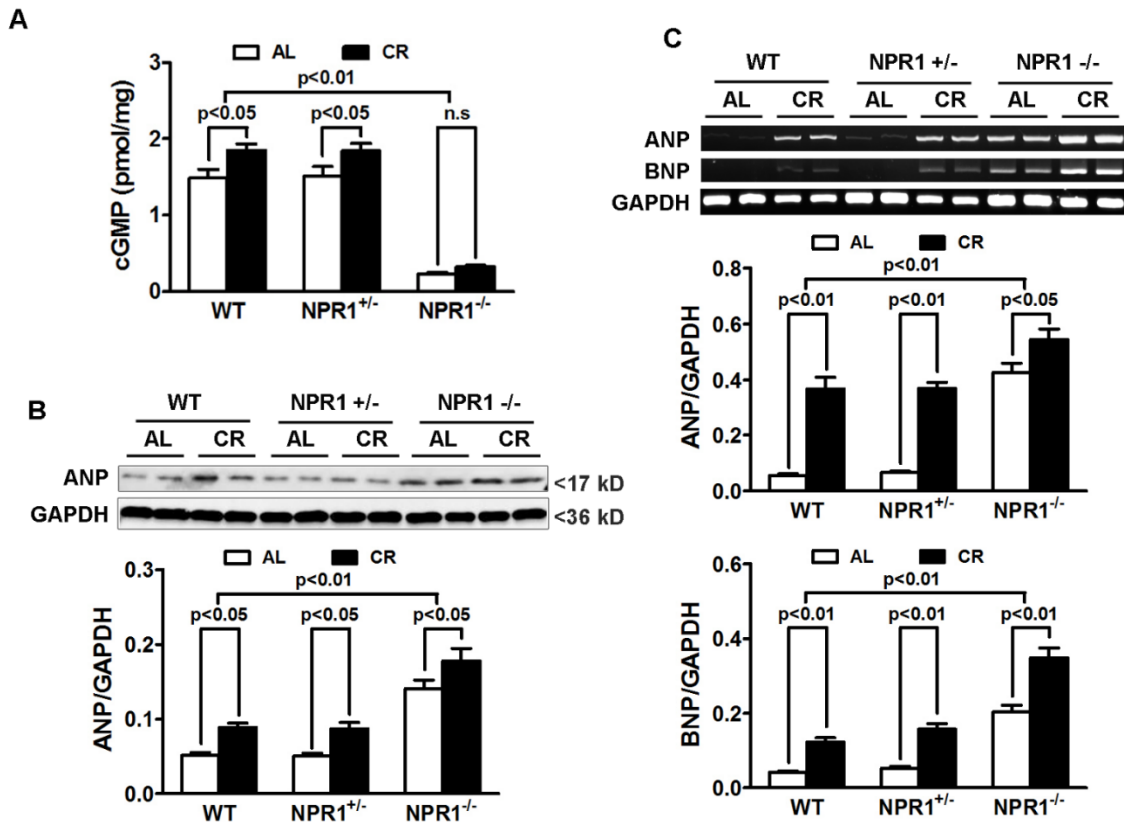 A
AL CR
p<0.01
p<0.05 p<0.05 n.s
cGMP (pmol/mg)
3
2
1
0
WT NPR1+/- NPR1-/-
B
WT NPR1 +/- NPR1 -/-
AL CR AL CR AL CR
ANP <17 kD
GAPDH <36 kD
AL CR
p<0.01
p<0.05 p<0.05 p<0.05
ANP/GAPDH
0.3
0.2
0.1
0.0
WT NPR1+/- NPR1-/-
C
WT NPR1 +/- NPR1 -/-
AL CR AL CR AL CR
ANP
BNP
GAPDH
AL CR
p<0.01
p<0.01 p<0.01 p<0.05
ANP/GAPDH
0.8
0.6
0.4
0.2
0.0
WT NPR1+/- NPR1-/-
AL CR
p<0.01
p<0.01 p<0.01 p<0.01
BNP/GAPDH
0.6
0.4
0.2
0.0
WT NPR1+/- NPR1-/-